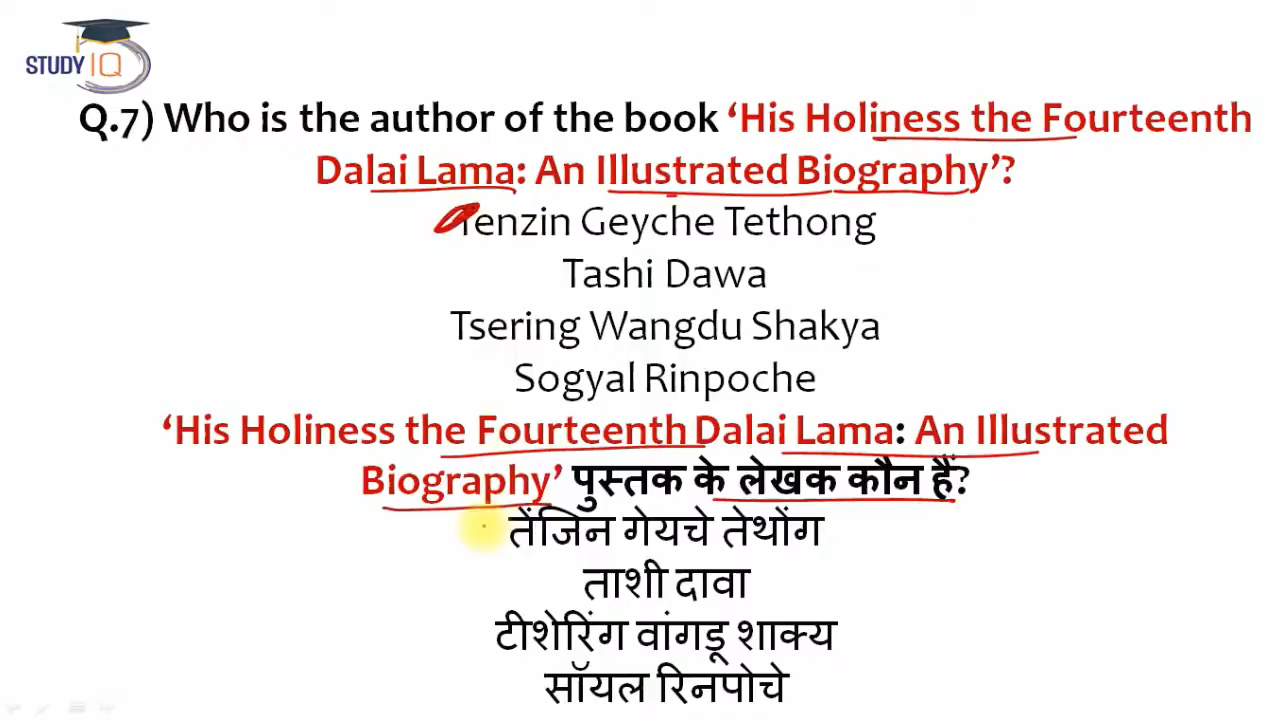 STUDY IQ
Q.7) Who is the author of the book ‘His Holiness the Fourteenth
Dalai Lama: An Illustrated Biography’?
Tenzin Geyche Tethong
Tashi Dawa
Tsering Wangdu Shakya
Sogyal Rinpoche
‘His Holiness the Fourteenth Dalai Lama: An Illustrated
Biography’ पुस्तक के लेखक कौन हैं?
तेंजिन गेयचे तेथोंग
ताशी दावा
टीशेरिंग वांगडू शाक्य
सॉयल रिनपोचे